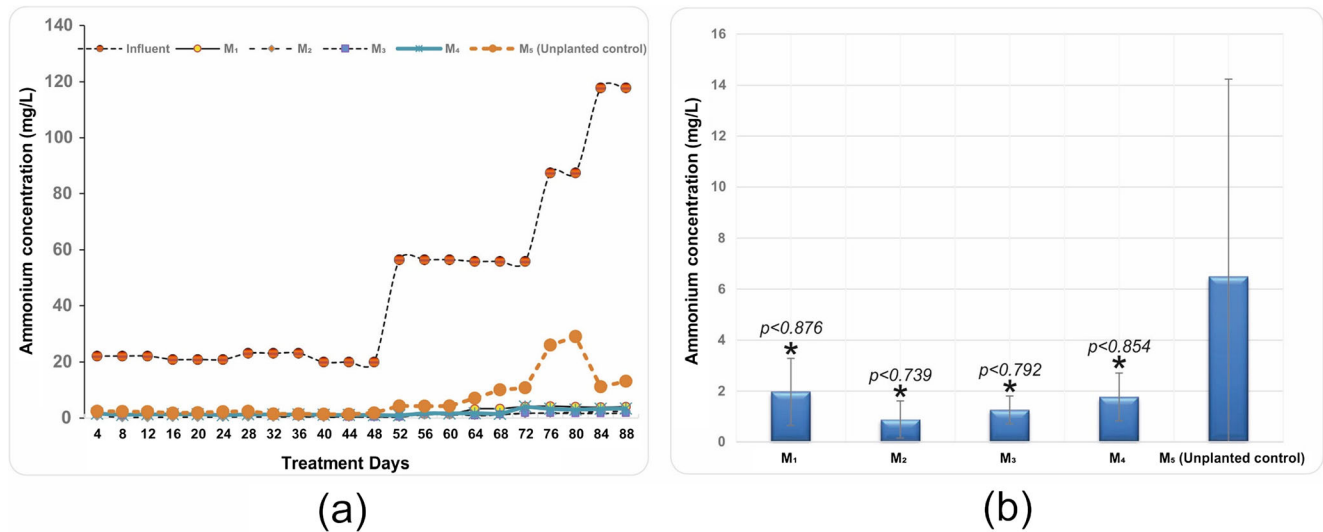 140
Influent M₁ M₂ M₃ M₄ M₅ (Unplanted control)
120
100
80
60
40
20
0
Ammonium concentration (mg/L)
4 8 12 16 20 24 28 32 36 40 44 48 52 56 60 64 68 72 76 80 84 88
Treatment Days
(a)
16
14
12
10
8
6
4
2
0
Ammonium concentration (mg/L)
p<0.876
*
p<0.739
*
p<0.792
*
p<0.854
*
M₁ M₂ M₃ M₄ M₅ (Unplanted control)
(b)